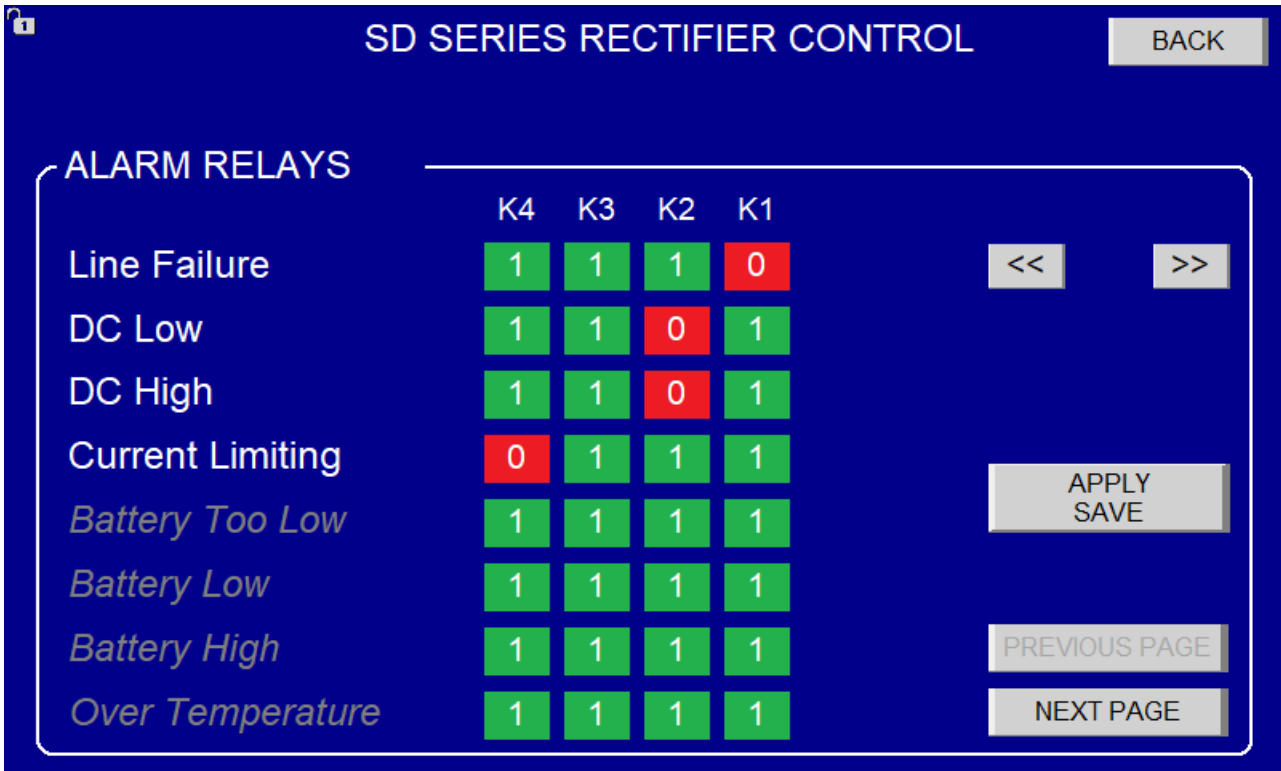 1
SD SERIES RECTIFIER CONTROL BACK
ALARM RELAYS
K4 K3 K2 K1
Line Failure 1 1 1 0 << >>
DC Low 1 1 0 1
DC High 1 1 0 1
Current Limiting 0 1 1 1
APPLY
SAVE
Battery Too Low 1 1 1 1
Battery Low 1 1 1 1
Battery High 1 1 1 1 PREVIOUS PAGE
Over Temperature 1 1 1 1 NEXT PAGE